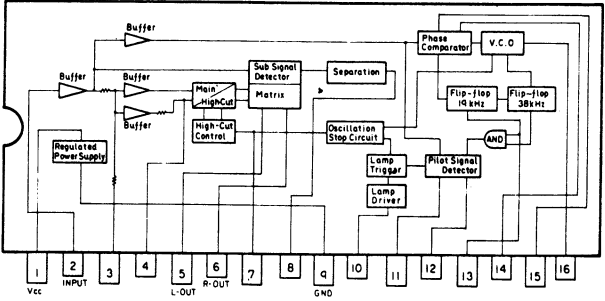 Buffer
Phase
Comparator
V.C.O
Buffer
Buffer
Main
HighCut
Sub Signal
Detector
Matrix
Separation
Flip-flop
19 kHz
Flip-flop
38kHz
Buffer
High-Cut
Control
Oscillation
Stop Circuit
AND
Regulated
Power Supply
Lamp
Trigger
Pilot Signal
Detector
Lamp
Driver
1 2 3 4 5 6 7 8 9 10 11 12 13 14 15 16
Vcc INPUT L-OUT R-OUT GND